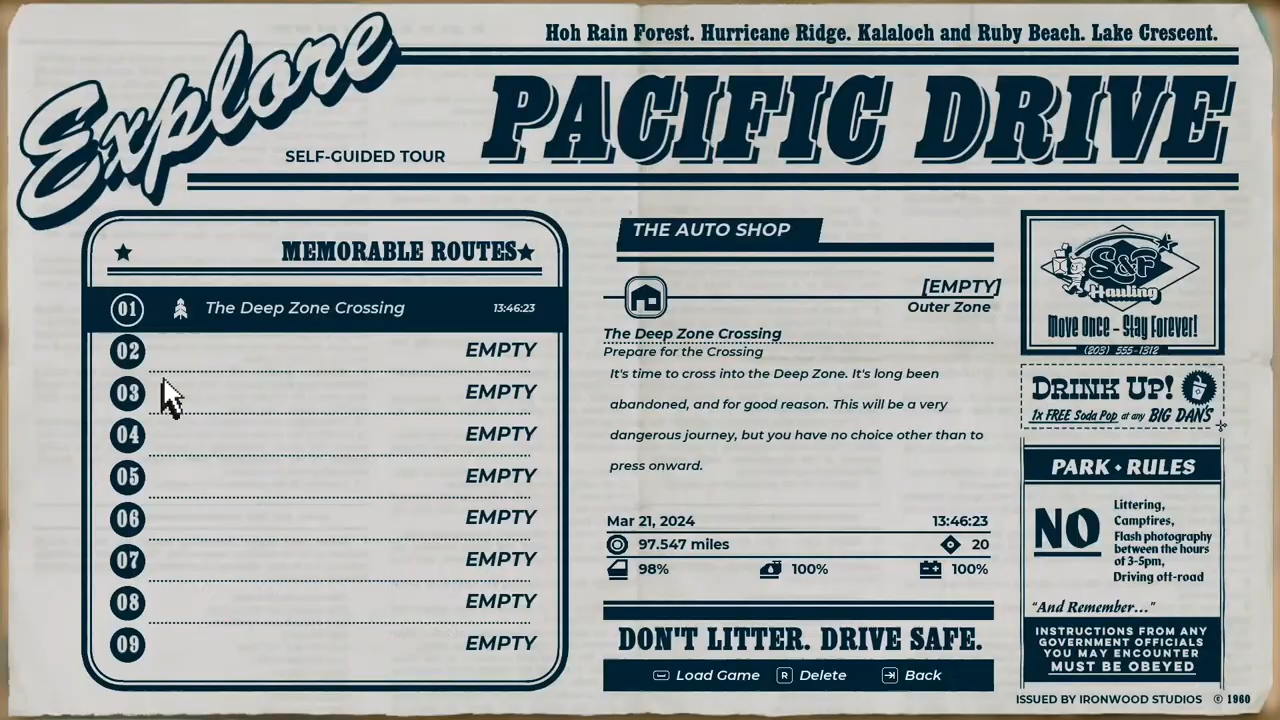 Explore
Hoh Rain Forest. Hurricane Ridge. Kalaloch and Ruby Beach. Lake Crescent.
PACIFIC DRIVE
SELF-GUIDED TOUR
MEMORABLE ROUTES
01 The Deep Zone Crossing 13:46:23
02 EMPTY
03 EMPTY
04 EMPTY
05 EMPTY
06 EMPTY
07 EMPTY
08 EMPTY
09 EMPTY
THE AUTO SHOP
[EMPTY]
Outer Zone
The Deep Zone Crossing
Prepare for the Crossing
It's time to cross into the Deep Zone. It's long been
abandoned, and for good reason. This will be a very
dangerous journey, but you have no choice other than to
press onward.
Mar 21, 2024 13:46:23
97.547 miles 20
98% 100% 100%
DON'T LITTER. DRIVE SAFE.
Load Game R Delete Back
S&F
Hauling
Move Once - Stay Forever!
(203) 555-1312
DRINK UP!
1x FREE Soda Pop at any BIG DAN'S
PARK • RULES
NO
Littering,
Campfires,
Flash photography
between the hours
of 3-5pm,
Driving off-road
"And Remember..."
INSTRUCTIONS FROM ANY
GOVERNMENT OFFICIALS
YOU MAY ENCOUNTER
MUST BE OBEYED
ISSUED BY IRONWOOD STUDIOS © 1960